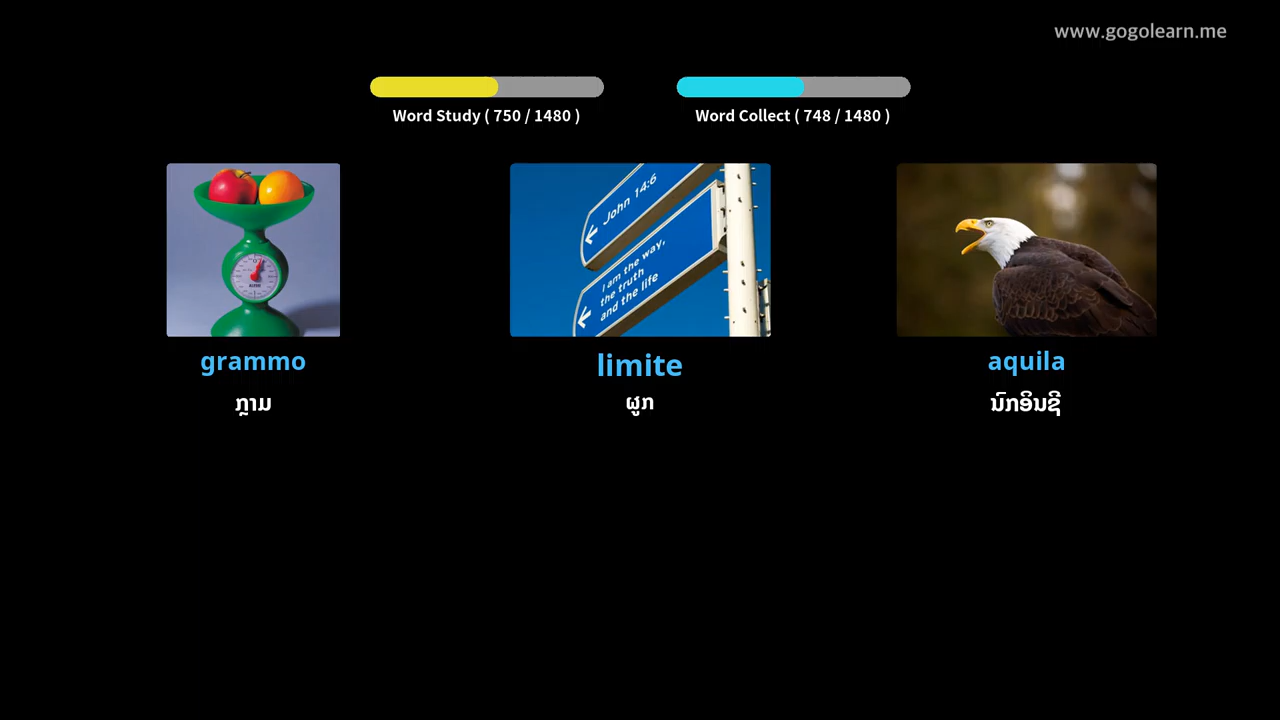 www.gogolearn.me
Word Study ( 750 / 1480 )
Word Collect ( 748 / 1480 )
John 14:6
I am the way,
the truth
and the life
grammo
ກຼາມ
limite
ຜູກ
aquila
ນົກອິນຊີ